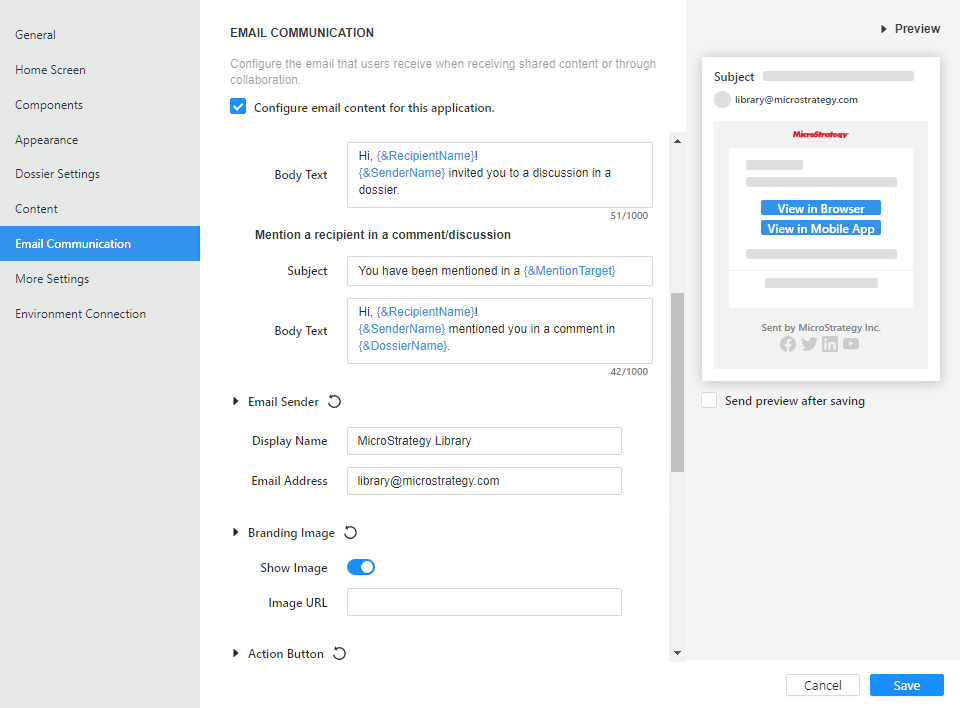 General
Home Screen
Components
Appearance
Dossier Settings
Content
Email Communication
More Settings
Environment Connection
EMAIL COMMUNICATION
Configure the email that users receive when receiving shared content or through
collaboration.
Configure email content for this application.
Body Text
Hi, {&RecipientName}!
{&SenderName} invited you to a discussion in a
dossier.
51/1000
Mention a recipient in a comment/discussion
Subject
You have been mentioned in a {&MentionTarget}
Body Text
Hi, {&RecipientName}!
{&SenderName} mentioned you in a comment in
{&DossierName}.
42/1000
Email Sender
Display Name
MicroStrategy Library
Email Address
library@microstrategy.com
Branding Image
Show Image
Image URL
Action Button
Preview
Subject
library@microstrategy.com
MicroStrategy
View in Browser
View in Mobile App
Sent by MicroStrategy Inc.
Send preview after saving
Cancel
Save